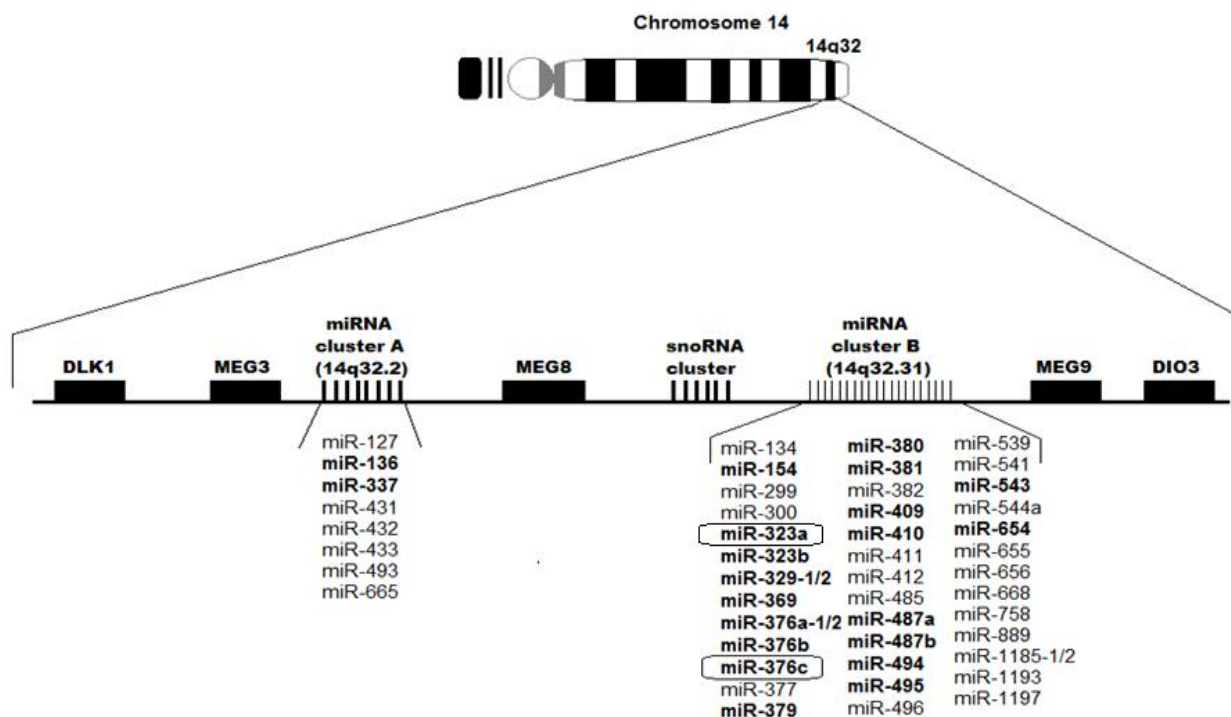 Chromosome 14
14q32
DLK1
MEG3
miRNA
cluster A
(14q32.2)
MEG8
snoRNA
cluster
miRNA
cluster B
(14q32.31)
MEG9
DIO3
miR-127
miR-136
miR-337
miR-431
miR-432
miR-433
miR-493
miR-665
miR-134
miR-154
miR-299
miR-300
miR-323a
miR-323b
miR-329-1/2
miR-369
miR-376a-1/2
miR-376b
miR-376c
miR-377
miR-379
miR-380
miR-381
miR-382
miR-409
miR-410
miR-411
miR-412
miR-485
miR-487a
miR-487b
miR-494
miR-495
miR-496
miR-539
miR-541
miR-543
miR-544a
miR-654
miR-655
miR-656
miR-668
miR-758
miR-889
miR-1185-1/2
miR-1193
miR-1197